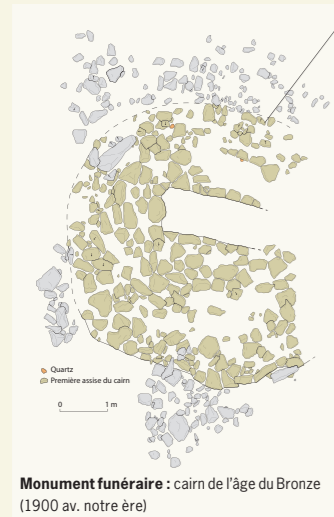 Quartz
Première assise du cairn
0 1 m
Monument funéraire : cairn de l'âge du Bronze
(1900 av. notre ère)